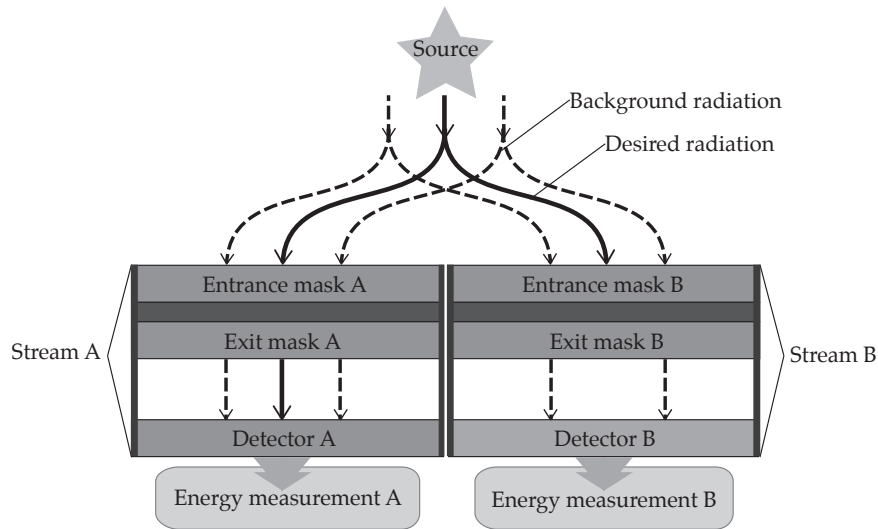 Source
Background radiation
Desired radiation
Entrance mask A
Entrance mask B
Exit mask A
Exit mask B
Stream A
Stream B
Detector A
Detector B
Energy measurement A
Energy measurement B